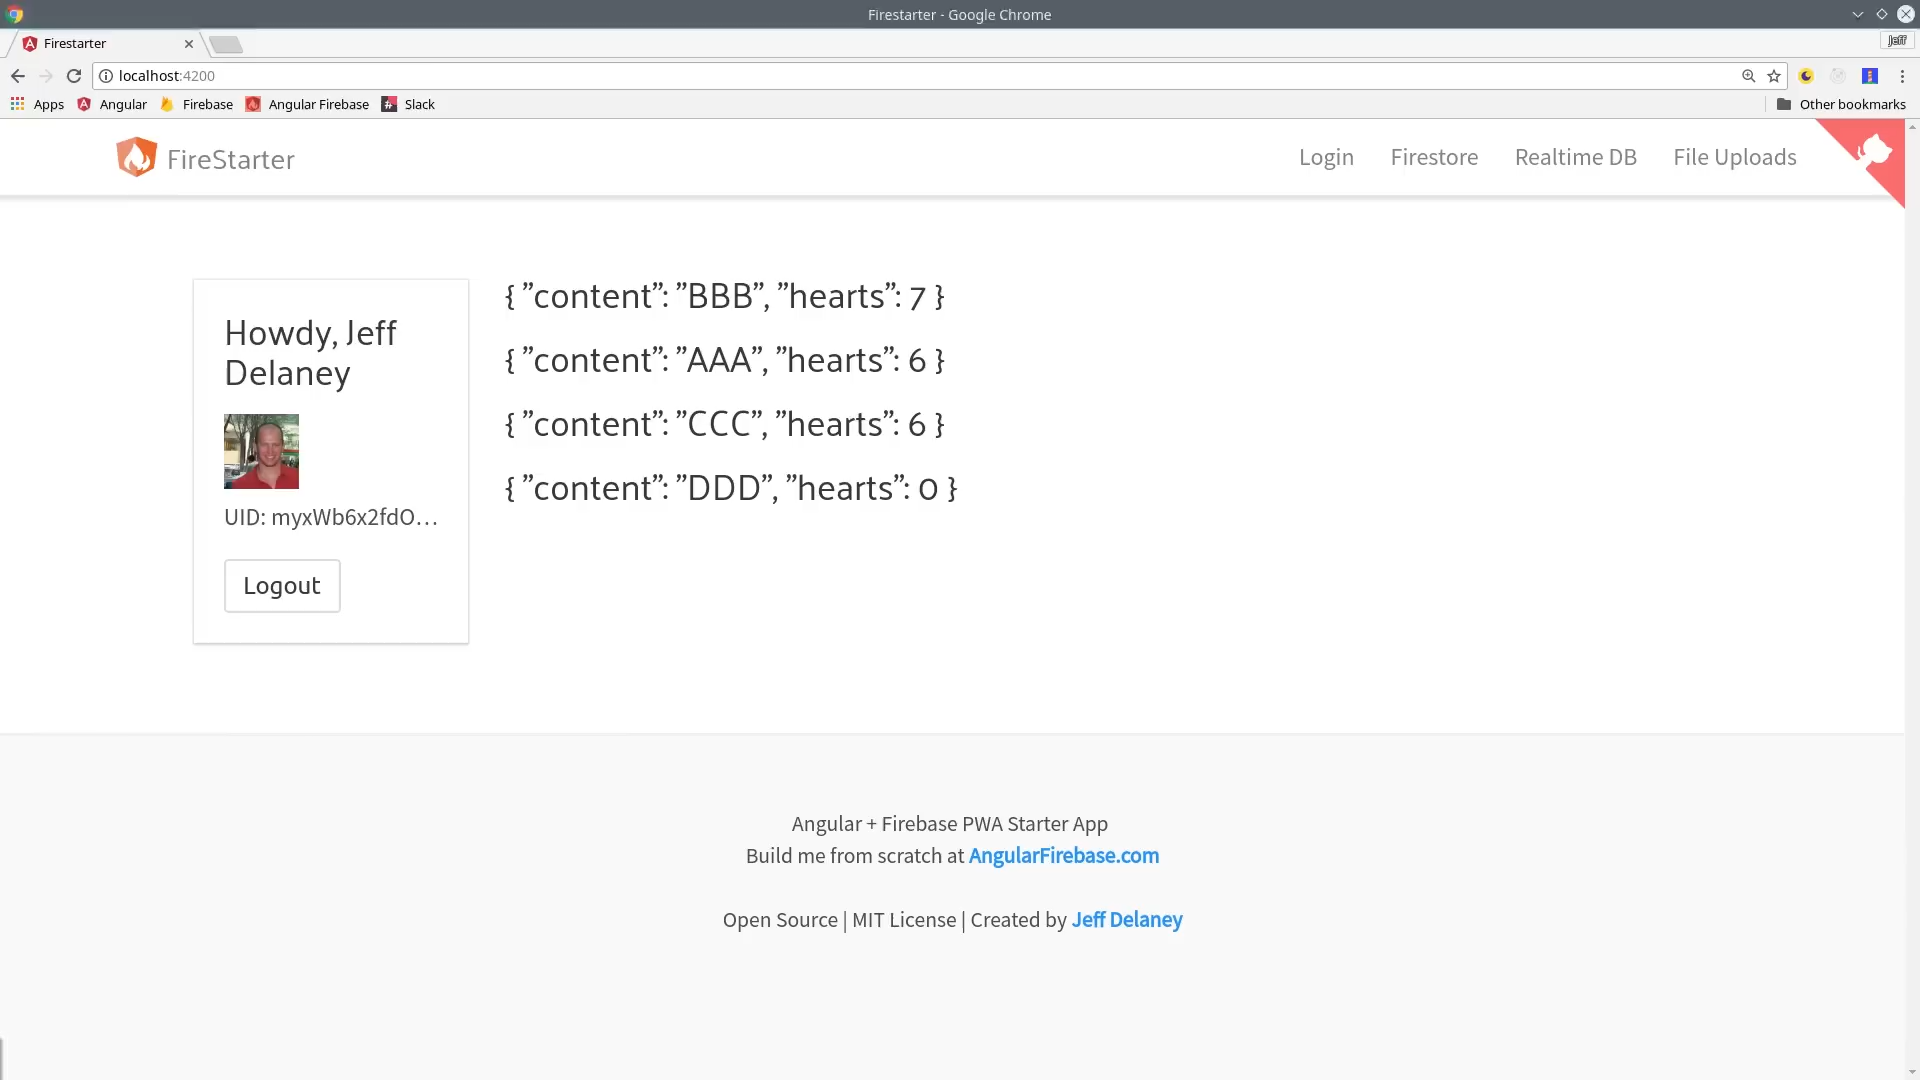 Firestarter - Google Chrome
Firestarter
Jeff
localhost:4200
Apps Angular Firebase Angular Firebase Slack Other bookmarks
FireStarter Login Firestore Realtime DB File Uploads
Howdy, Jeff
Delaney
UID: myxWb6x2fdO…
Logout
{ ”content”: ”BBB”, ”hearts”: 7 }
{ ”content”: ”AAA”, ”hearts”: 6 }
{ ”content”: ”CCC”, ”hearts”: 6 }
{ ”content”: ”DDD”, ”hearts”: 0 }
Angular + Firebase PWA Starter App
Build me from scratch at AngularFirebase.com
Open Source | MIT License | Created by Jeff Delaney